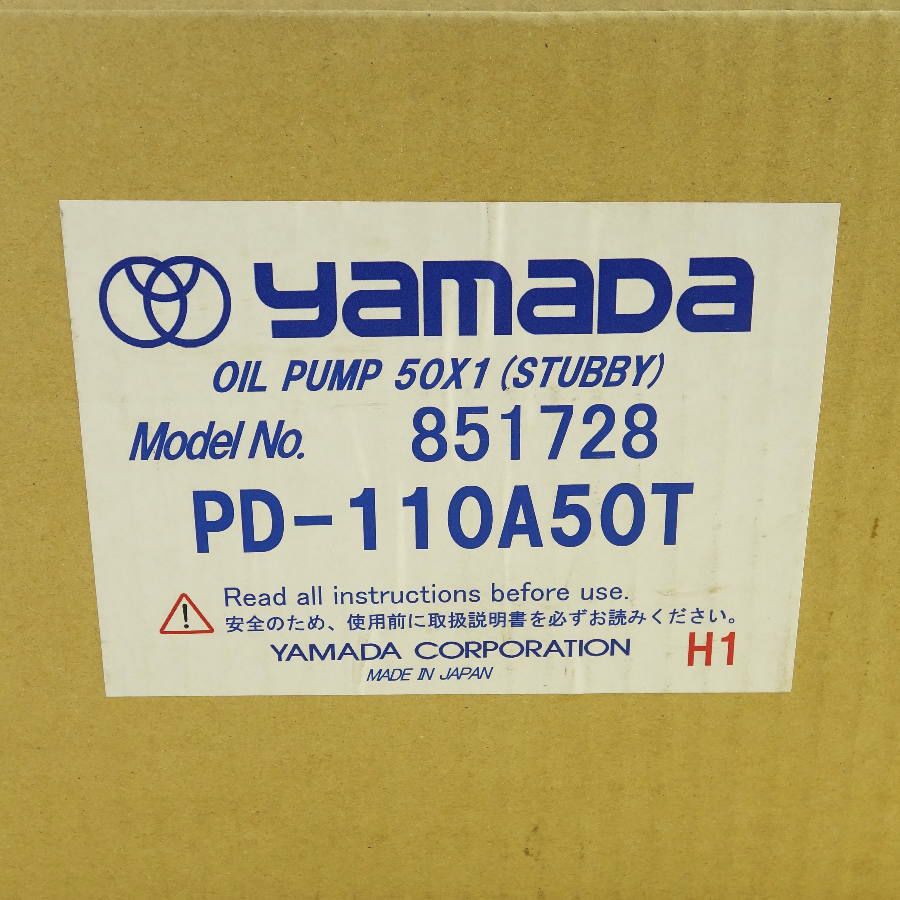 yamada
OIL PUMP 50X1 (STUBBY)
Model No. 851728
PD-110A50T
Read all instructions before use.
安全のため、使用前に取扱説明書を必ずお読みください。
YAMADA CORPORATION H1
MADE IN JAPAN